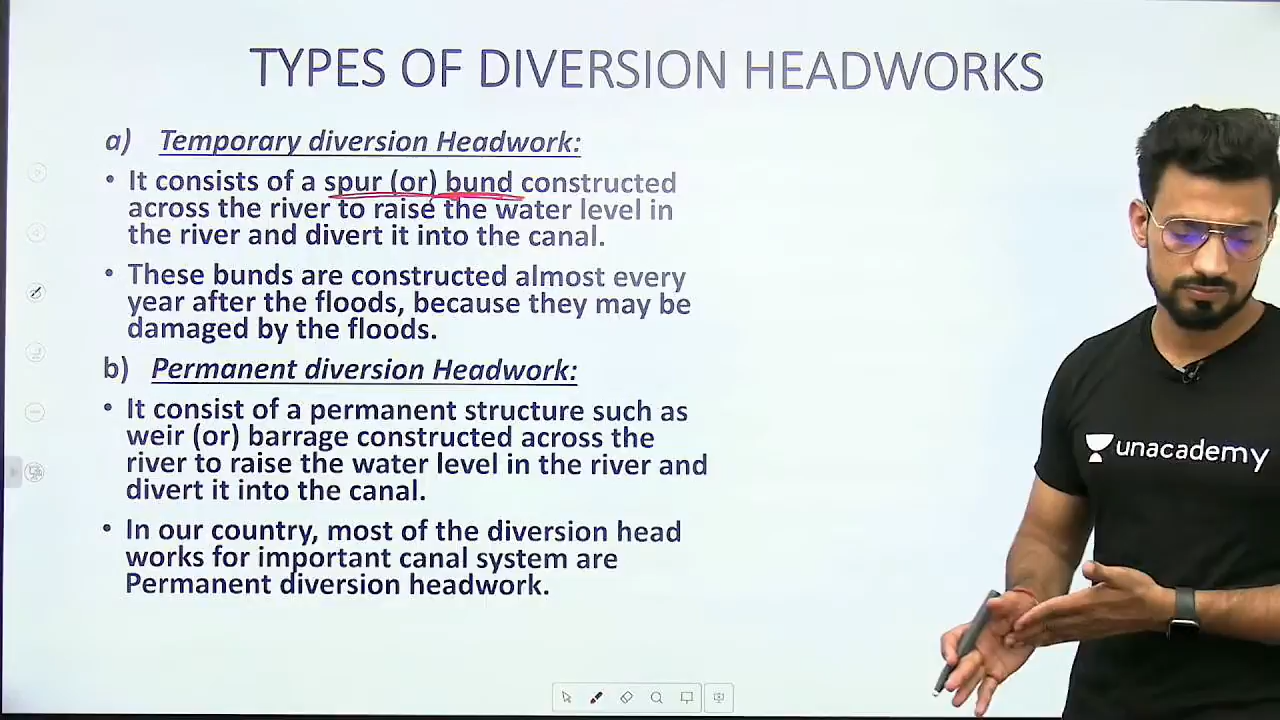 TYPES OF DIVERSION HEADWORKS
a) Temporary diversion Headwork:
• It consists of a spur (or) bund constructed
across the river to raise the water level in
the river and divert it into the canal.
• These bunds are constructed almost every
year after the floods, because they may be
damaged by the floods.
b) Permanent diversion Headwork:
• It consist of a permanent structure such as
weir (or) barrage constructed across the
river to raise the water level in the river and
divert it into the canal.
• In our country, most of the diversion head
works for important canal system are
Permanent diversion headwork.
unacademy